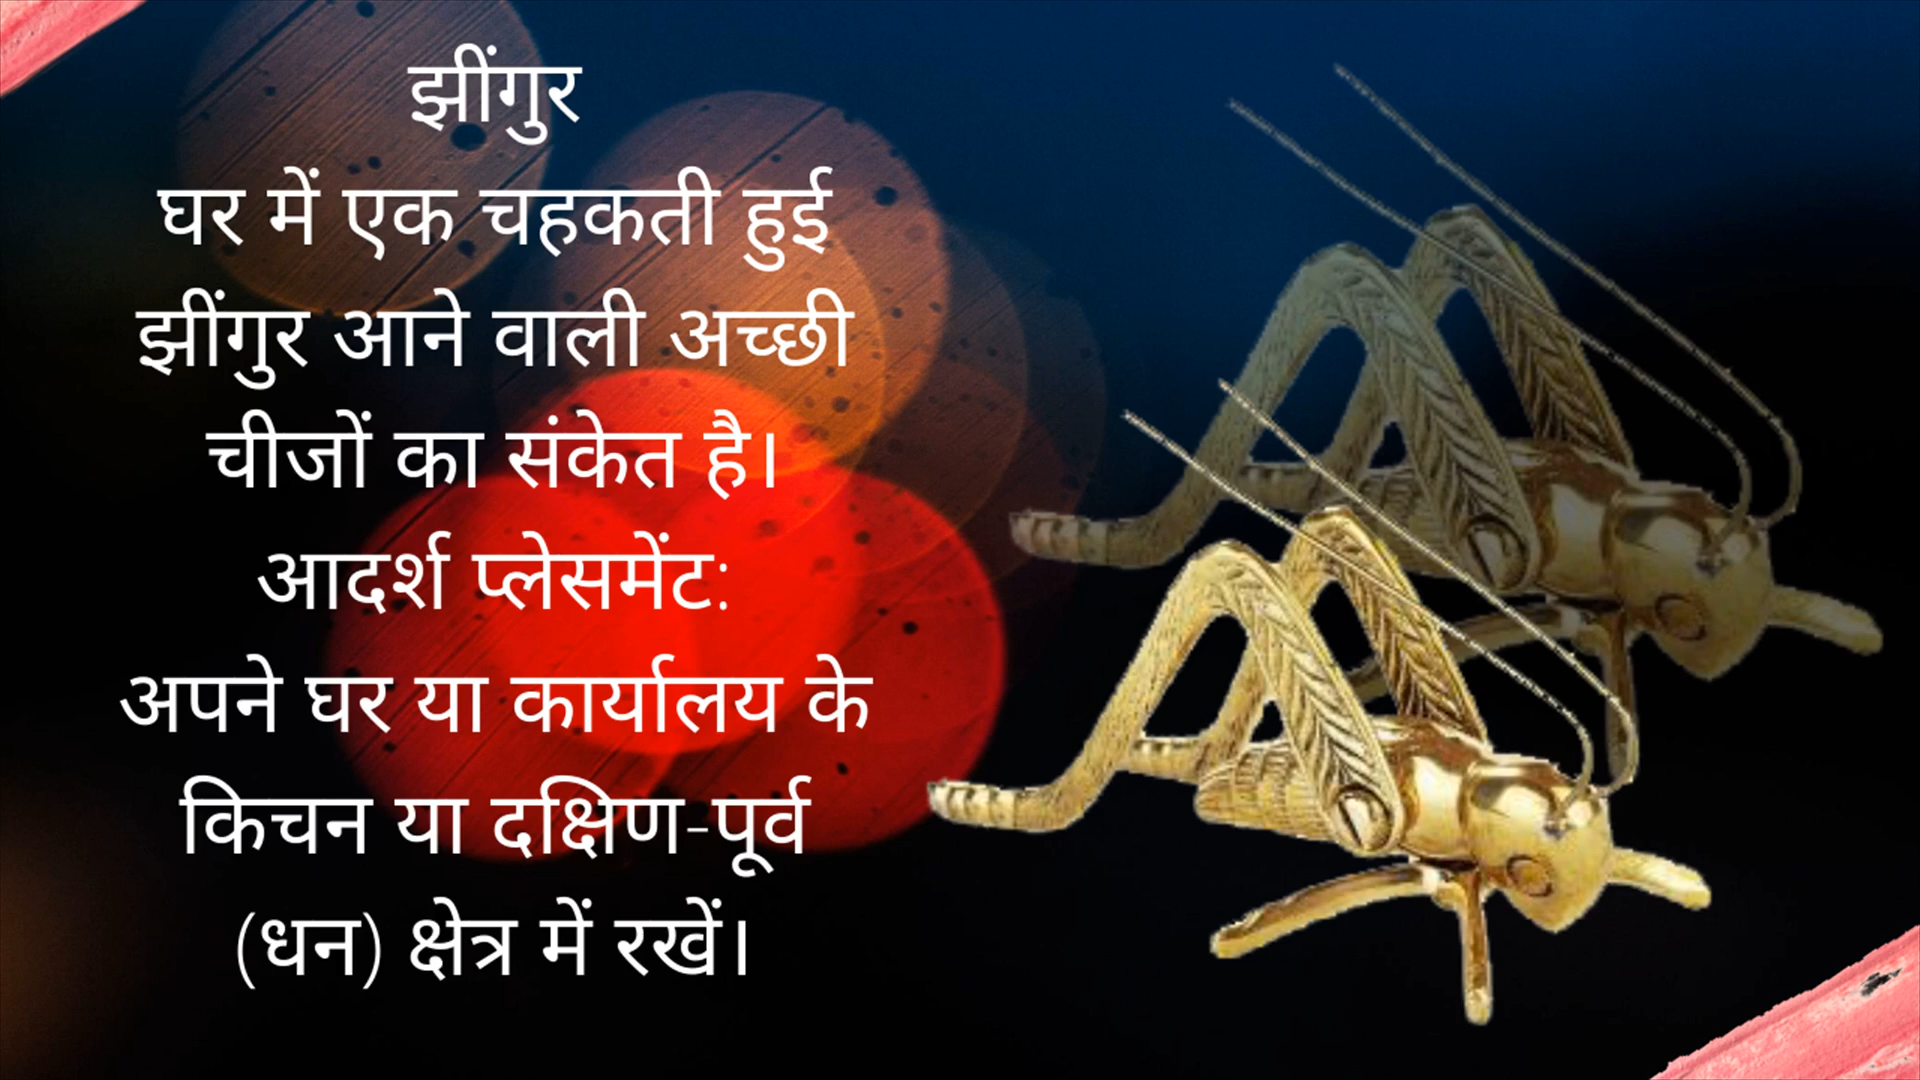 झींगुर
घर में एक चहकती हुई
झींगुर आने वाली अच्छी
चीजों का संकेत है।
आदर्श प्लेसमेंट:
अपने घर या कार्यालय के
किचन या दक्षिण-पूर्व
(धन) क्षेत्र में रखें।